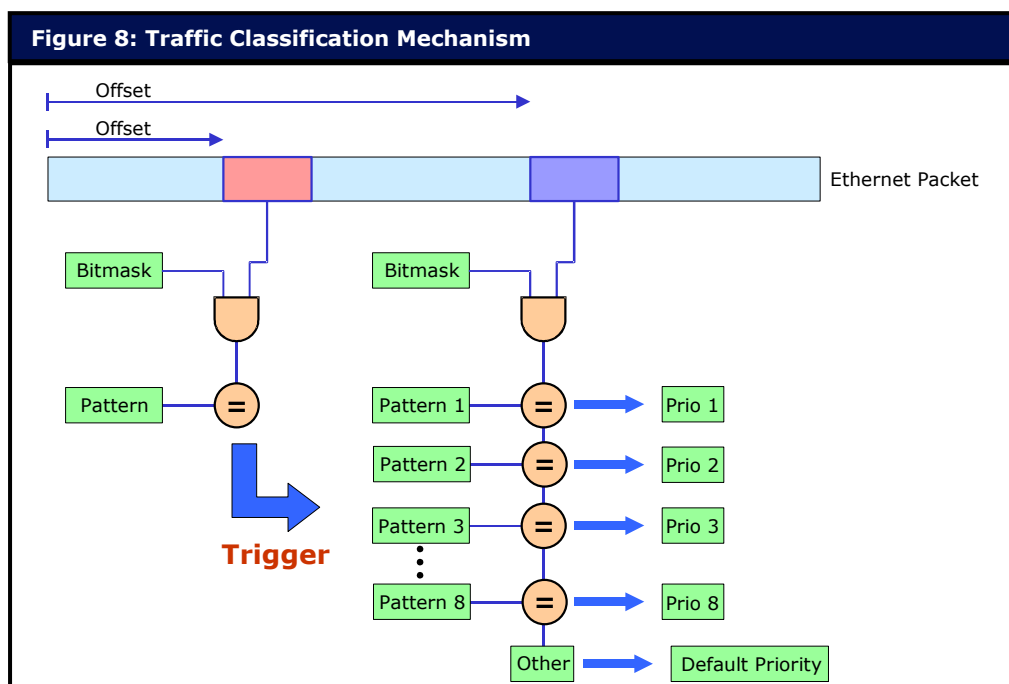 Figure 8: Traffic Classification Mechanism
Offset
Offset
Ethernet Packet
Bitmask
Bitmask
Pattern
=
Pattern 1
=
Prio 1
Pattern 2
=
Prio 2
Pattern 3
=
Prio 3
Trigger
Pattern 8
=
Prio 8
Other
Default Priority